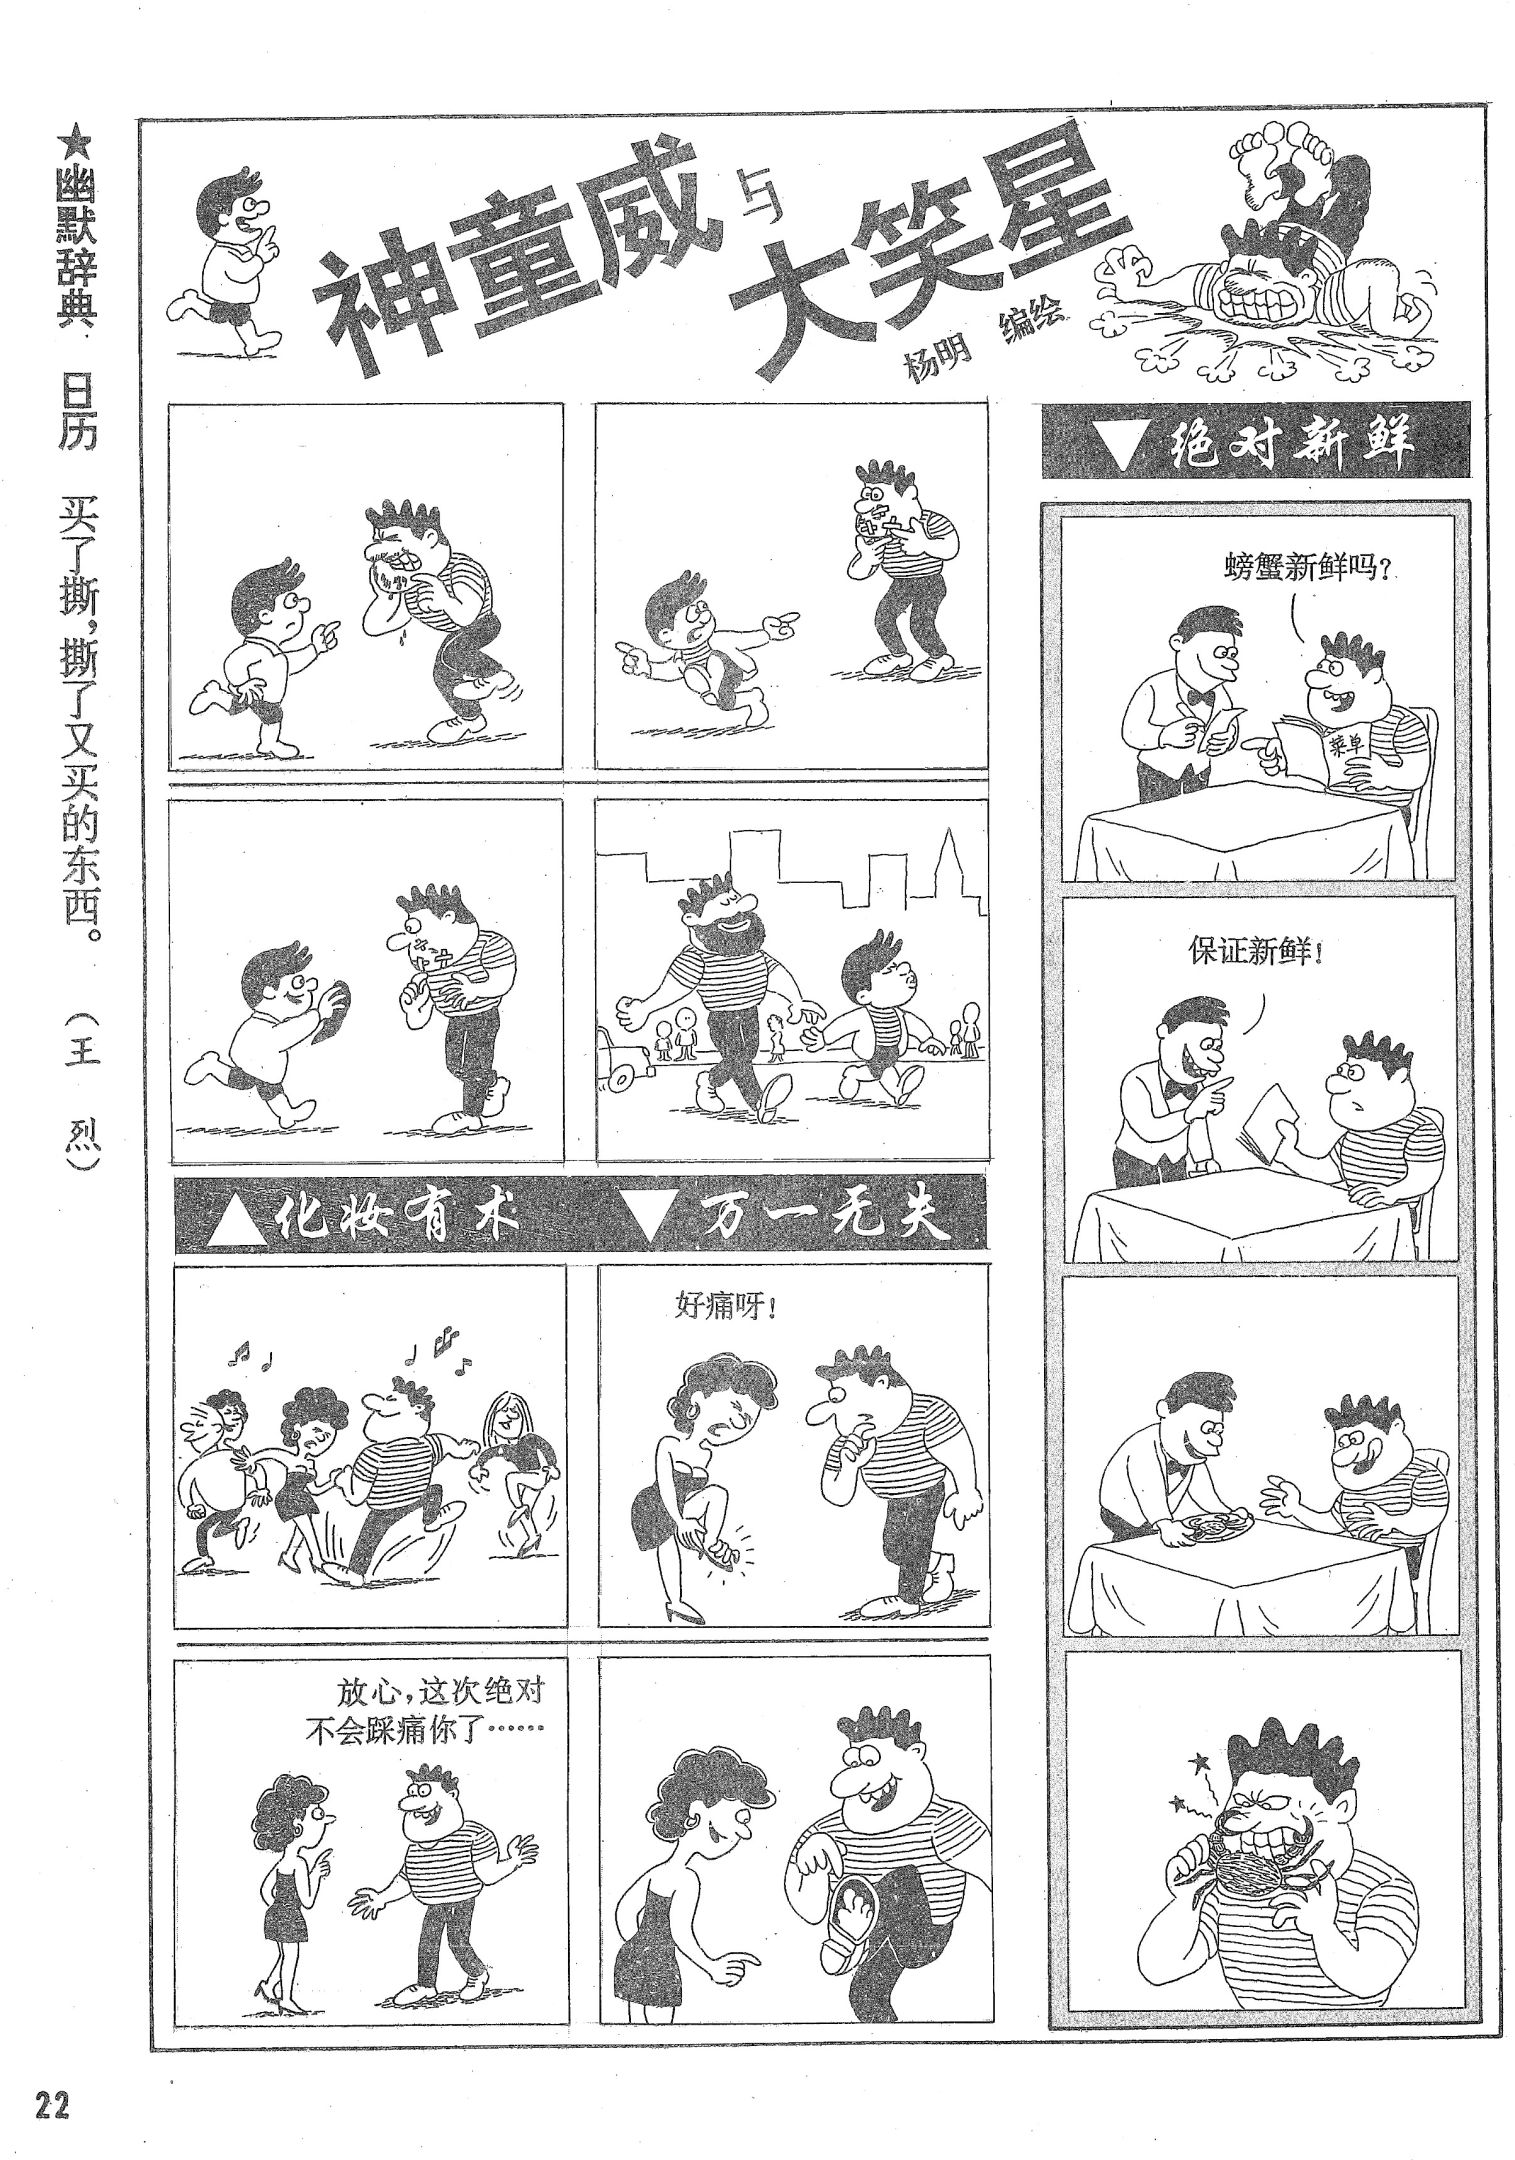 ★幽默辞典 日历 买了撕,撕了又买的东西。 (王 烈)
神童威
与
大笑星
杨明 编绘
▲化妆有术
▼万一无失
好痛呀!
放心,这次绝对
不会踩痛你了……
▼绝对新鲜
螃蟹新鲜吗?
菜单
保证新鲜!
22